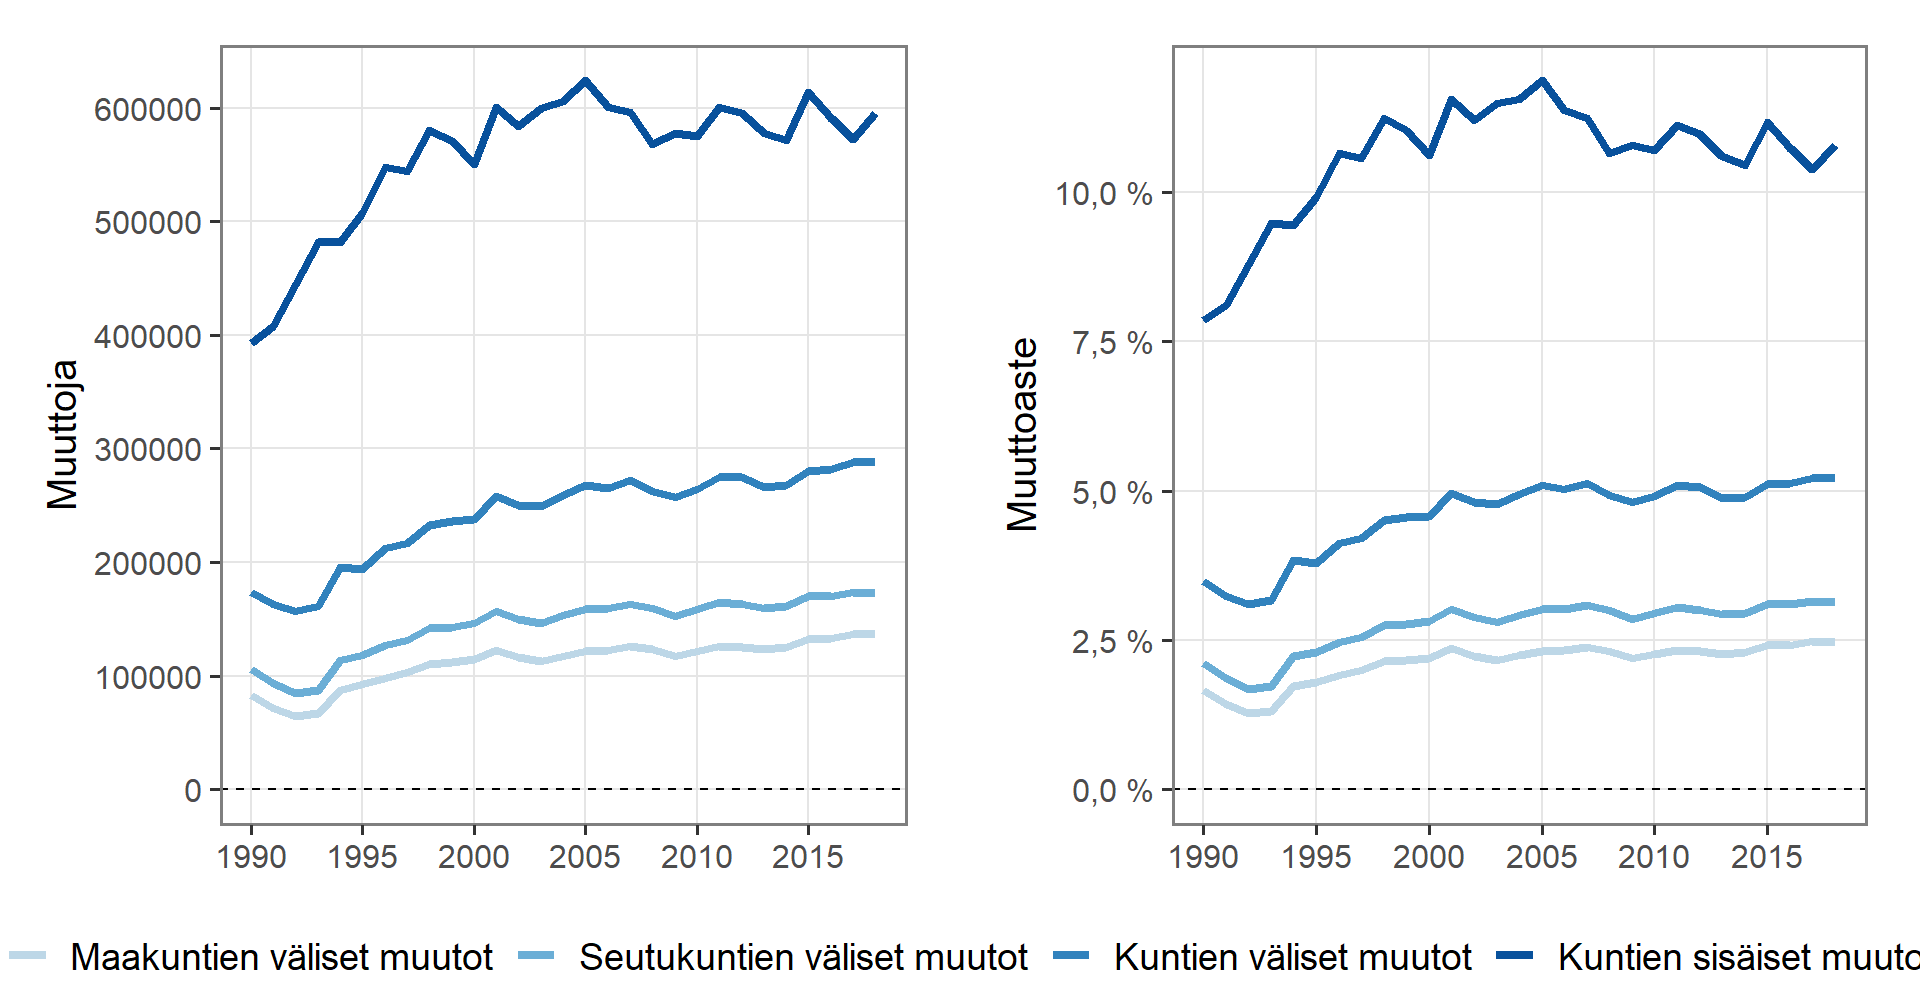 Muuttoja
600000
500000
400000
300000
200000
100000
0
1990 1995 2000 2005 2010 2015
Muuttoaste
10,0 %
7,5 %
5,0 %
2,5 %
0,0 %
1990 1995 2000 2005 2010 2015
Maakuntien väliset muutot Seutukuntien väliset muutot Kuntien väliset muutot Kuntien sisäiset muuto